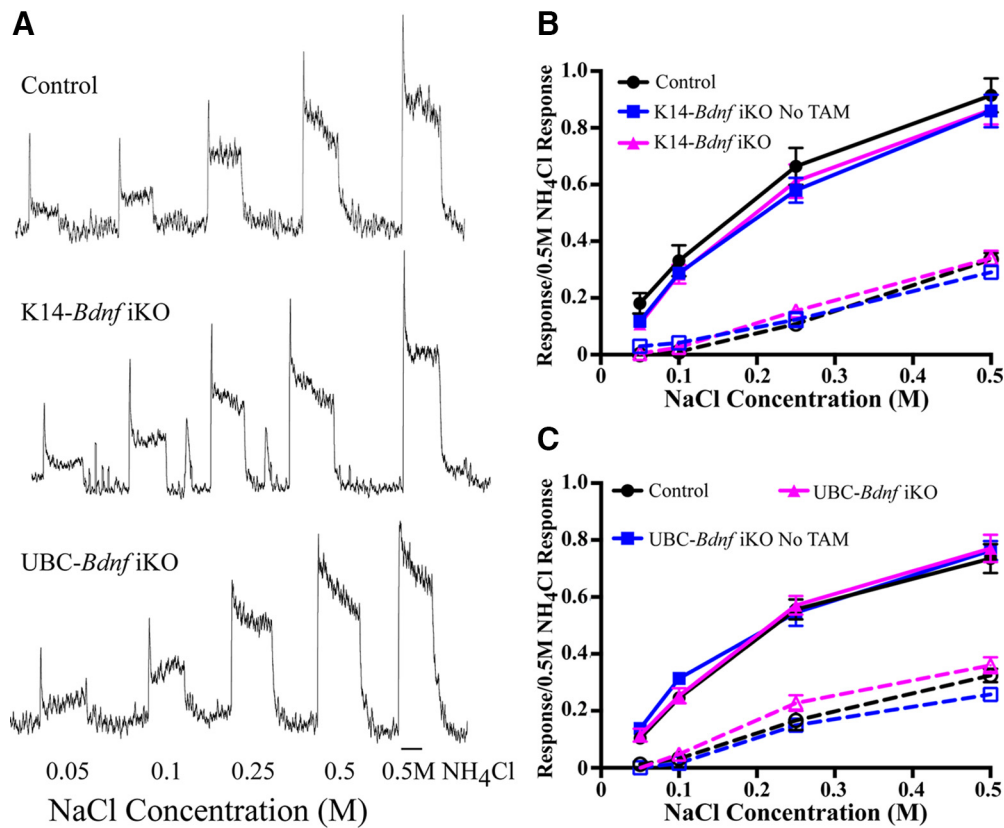 A
Control
K14-Bdnf iKO
UBC-Bdnf iKO
0.05 0.1 0.25 0.5 0.5M NH4Cl
NaCl Concentration (M)
B
Response/0.5M NH4Cl Response
1.0
0.8
0.6
0.4
0.2
0
Control
K14-Bdnf iKO No TAM
K14-Bdnf iKO
0 0.1 0.2 0.3 0.4 0.5
NaCl Concentration (M)
C
Response/0.5M NH4Cl Response
1.0
0.8
0.6
0.4
0.2
0
Control
UBC-Bdnf iKO
UBC-Bdnf iKO No TAM
0 0.1 0.2 0.3 0.4 0.5
NaCl Concentration (M)